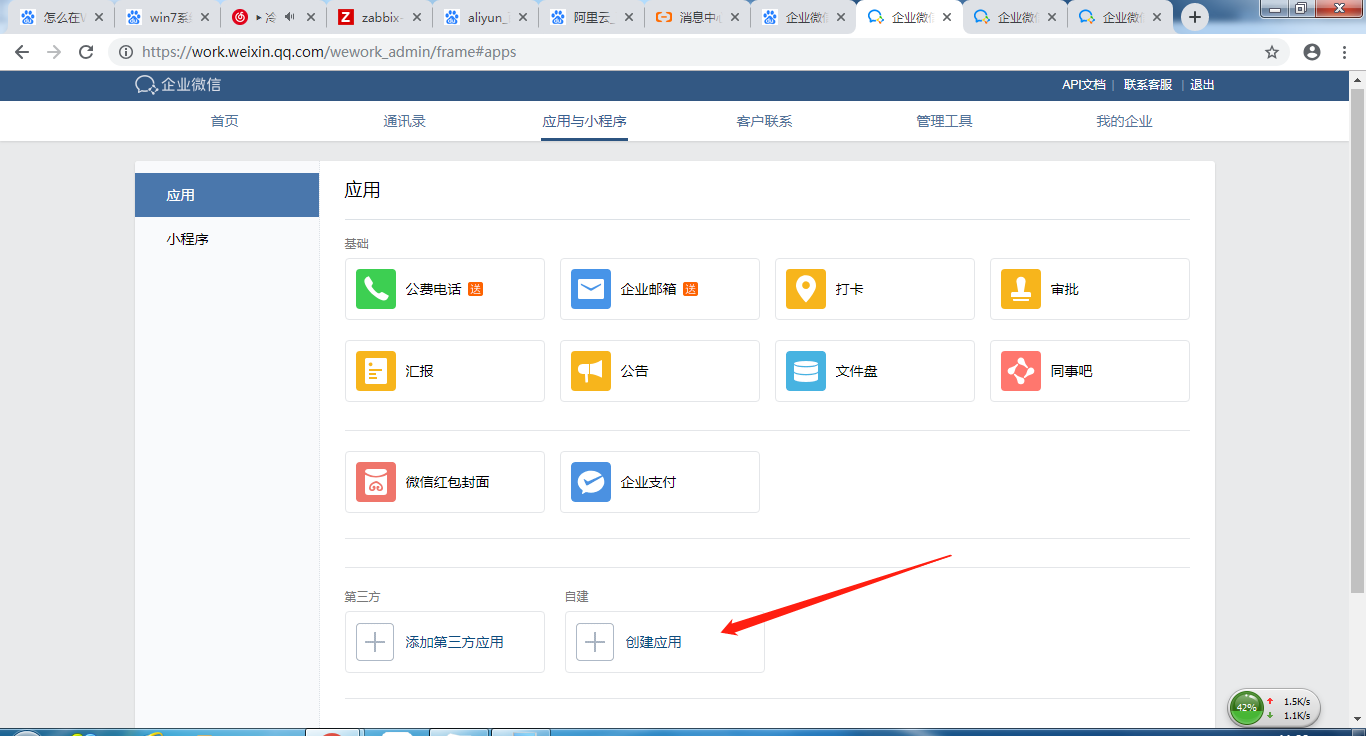 怎么在W
win7系统
冷
zabbix-
aliyun_
阿里云_
消息中心
企业微信
企业微信
企业微信
企业微信
https://work.weixin.qq.com/wework_admin/frame#apps
企业微信
API文档 | 联系客服 | 退出
首页 通讯录 应用与小程序 客户联系 管理工具 我的企业
应用
小程序
应用
基础
公费电话 送
企业邮箱 送
打卡
审批
汇报
公告
文件盘
同事吧
微信红包封面
企业支付
第三方
自建
添加第三方应用
创建应用
42%
1.5K/s
1.1K/s